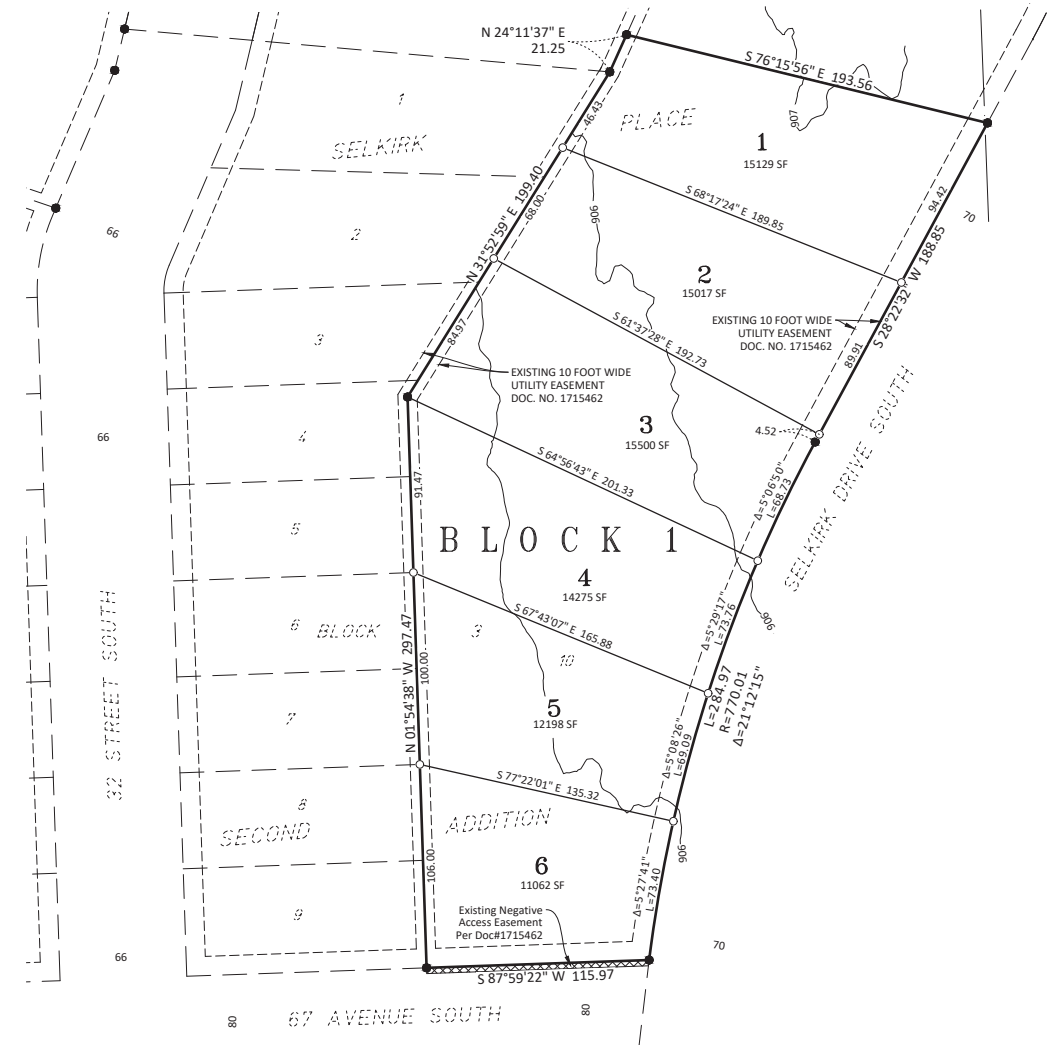 N 24°11'37" E
21.25
S 76°15'56" E 193.56
1
SELKIRK
PLACE
46.43
907
1
15129 SF
N 31°52'59" E 199.40
68.00
906
S 68°17'24" E 189.85
94.42
70
S 28°22'32" W 188.85
66
2
2
15017 SF
EXISTING 10 FOOT WIDE
UTILITY EASEMENT
DOC. NO. 1715462
S 61°37'28" E 192.73
89.91
3
84.97
EXISTING 10 FOOT WIDE
UTILITY EASEMENT
DOC. NO. 1715462
3
15500 SF
4.52
66
4
S 64°56'43" E 201.33
Δ=5°06'50"
L=68.73
SELKIRK DRIVE SOUTH
91.47
5
BLOCK 1
4
14275 SF
32 STREET SOUTH
6
BLOCK
3
S 67°43'07" E 165.88
Δ=5°29'17"
L=73.76
906
N 01°54'38" W 297.47
100.00
10
L=284.97
R=770.01
Δ=21°12'15"
7
5
12198 SF
Δ=5°08'26"
L=69.09
S 77°22'01" E 135.32
8
SECOND
ADDITION
906
106.00
6
11062 SF
Δ=5°27'41"
L=73.40
9
Existing Negative
Access Easement
Per Doc#1715462
66
70
S 87°59'22" W 115.97
80
67 AVENUE SOUTH
80